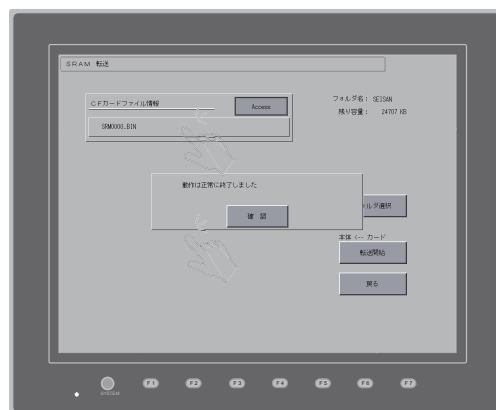 SRAM 転送
CFカードファイル情報
Access
SRM0000.BIN
フォルダ名: SEISAN
残り容量: 24707 KB
動作は正常に終了しました
確 認
ォルダ選択
本体 <-- カード
転送開始
戻る
SYSTEM
F1
F2
F3
F4
F5
F6
F7